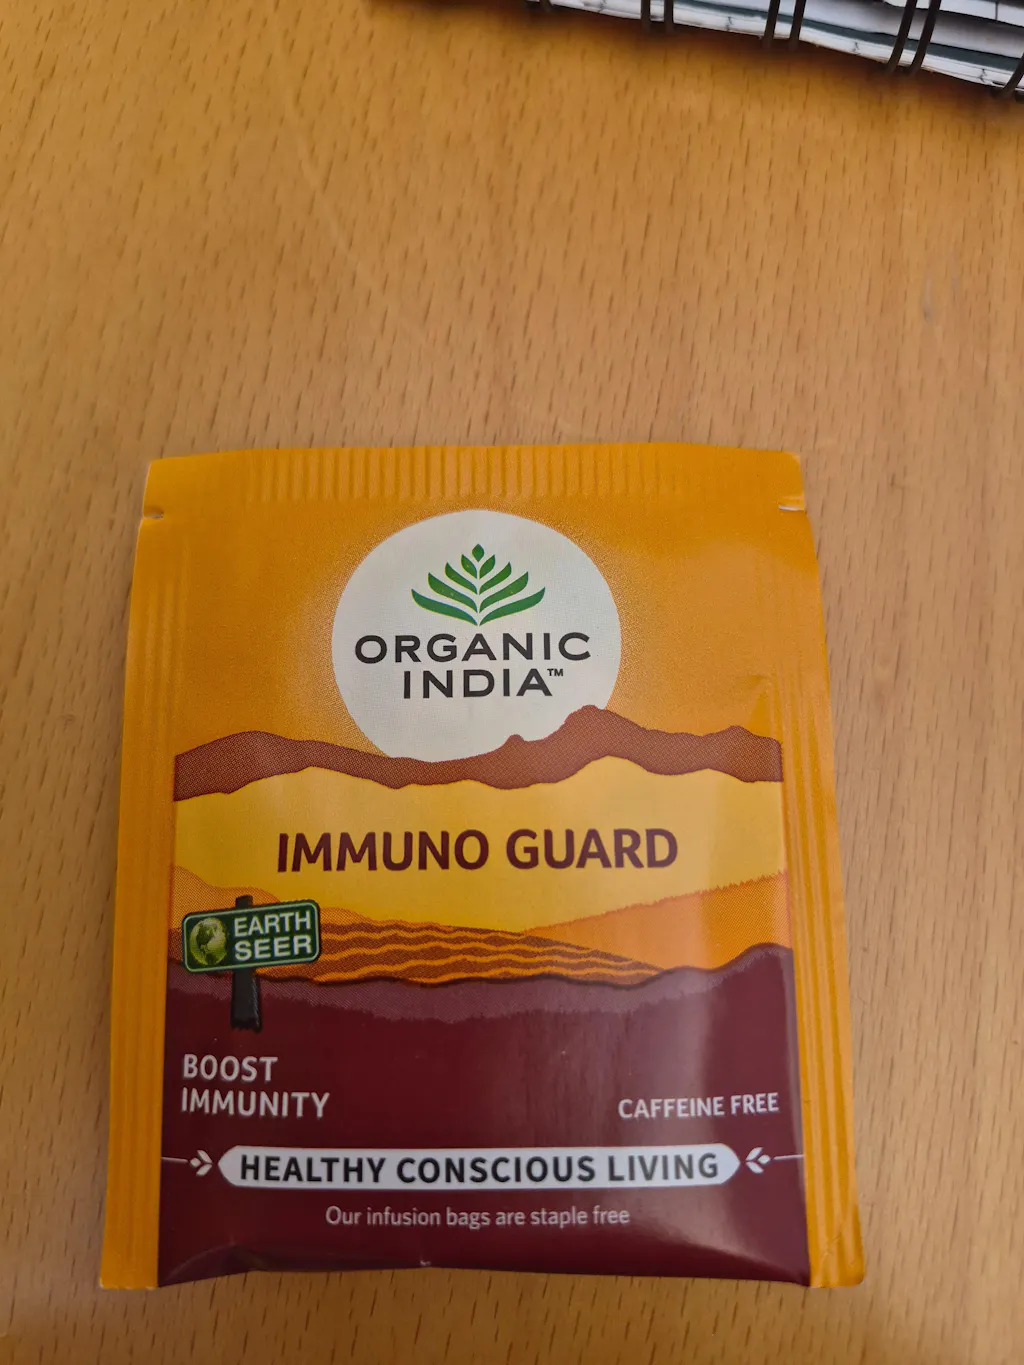 ORGANIC
INDIA™
IMMUNO GUARD
EARTH
SEER
BOOST
IMMUNITY
CAFFEINE FREE
HEALTHY CONSCIOUS LIVING
Our infusion bags are staple free